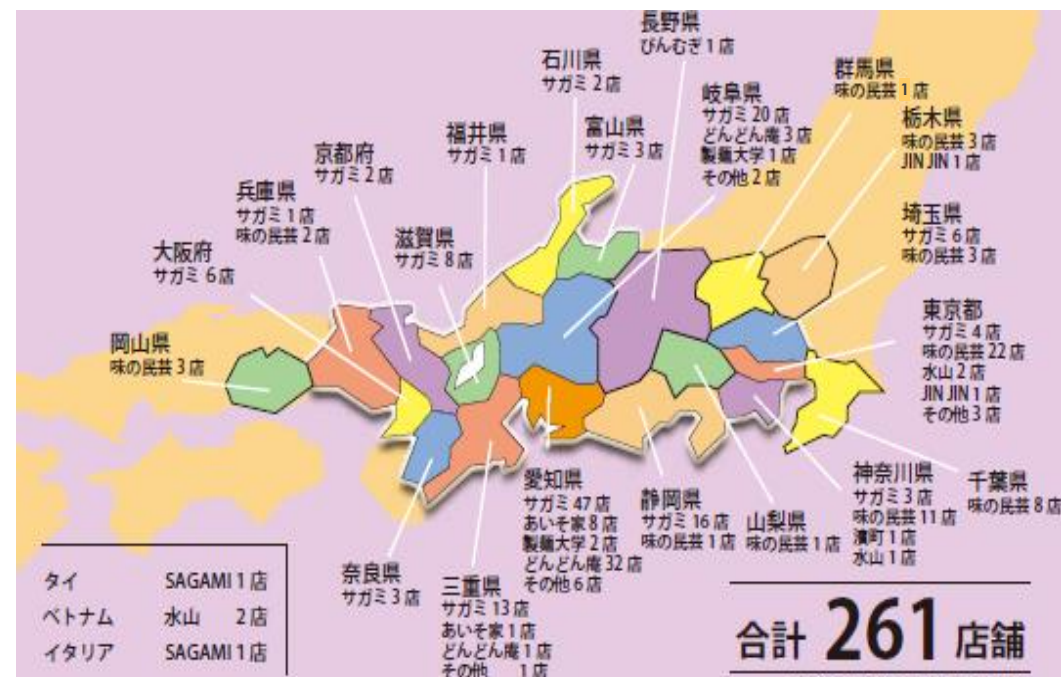 長野県
びんむぎ 1 店
石川県
サガミ 2 店
群馬県
味の民芸 1 店
岐阜県
サガミ 20 店
どんどん庵 3 店
製麺大学 1 店
その他 2 店
栃木県
味の民芸 3 店
JIN JIN 1 店
富山県
サガミ 3 店
福井県
サガミ 1 店
京都府
サガミ 2 店
兵庫県
サガミ 1 店
味の民芸 2 店
滋賀県
サガミ 8 店
大阪府
サガミ 6 店
埼玉県
サガミ 6 店
味の民芸 3 店
東京都
サガミ 4 店
味の民芸 22 店
水山 2 店
JIN JIN 1 店
その他 3 店
岡山県
味の民芸 3 店
愛知県
サガミ 47 店
あいそ家 8 店
製麺大学 2 店
どんどん庵 32 店
その他 6 店
静岡県
サガミ 16 店
味の民芸 1 店
山梨県
味の民芸 1 店
神奈川県
サガミ 3 店
味の民芸 11 店
濱町 1 店
水山 1 店
千葉県
味の民芸 8 店
奈良県
サガミ 3 店
三重県
サガミ 13 店
あいそ家 1 店
どんどん庵 1 店
その他 1 店
タイ SAGAMI 1 店
ベトナム 水山 2 店
イタリア SAGAMI 1 店
合計 261 店舗